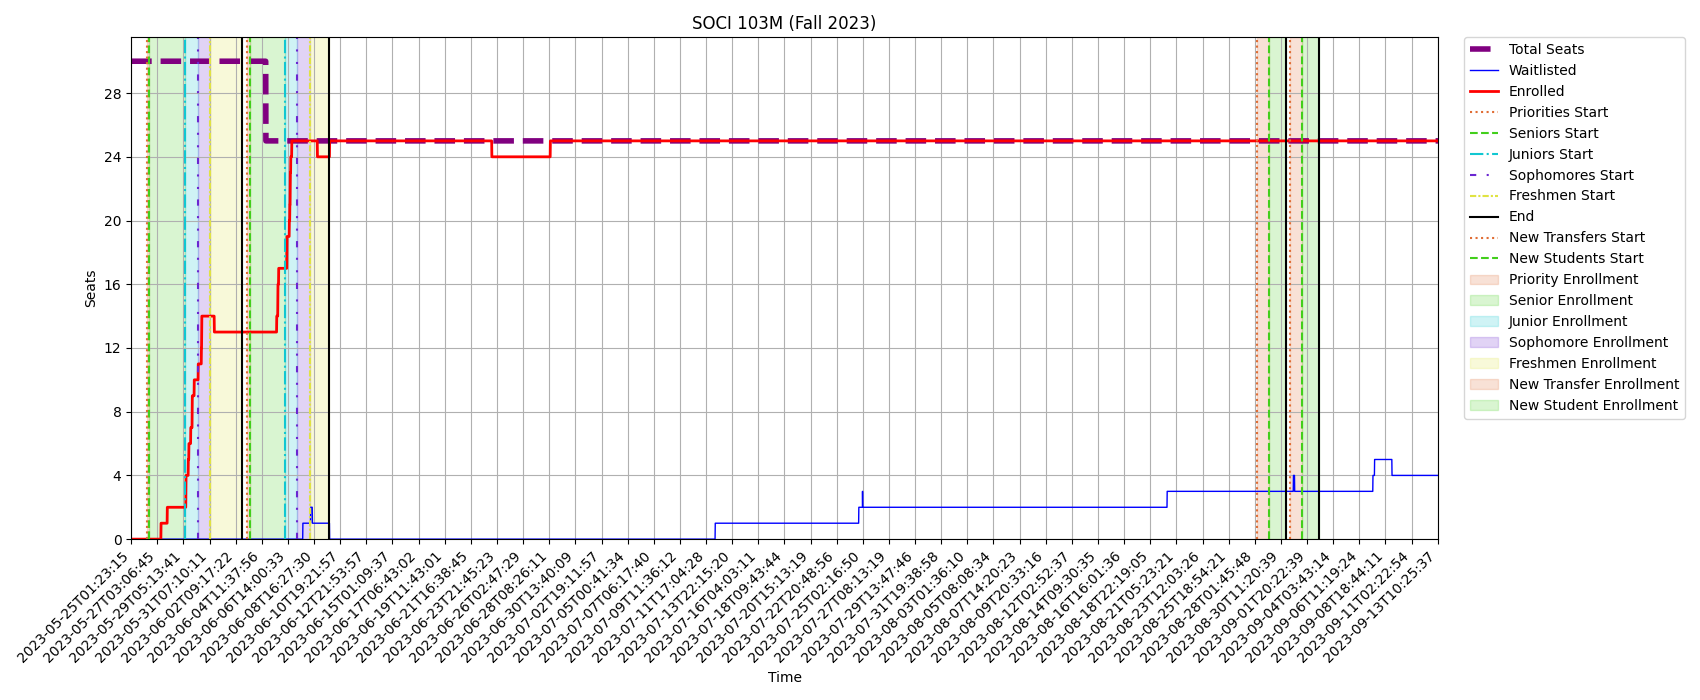 SOCI 103M (Fall 2023)
Seats
28
24
20
16
12
8
4
0
2023-05-25T01:23:15
2023-05-27T03:06:45
2023-05-29T05:13:41
2023-05-31T07:10:11
2023-06-02T09:17:22
2023-06-04T11:37:56
2023-06-06T14:00:33
2023-06-08T16:27:30
2023-06-10T19:21:57
2023-06-12T21:53:57
2023-06-15T01:09:37
2023-06-17T06:43:02
2023-06-19T11:43:01
2023-06-21T16:38:45
2023-06-23T21:45:23
2023-06-26T02:47:29
2023-06-28T08:26:11
2023-06-30T13:40:09
2023-07-02T19:11:57
2023-07-05T00:41:34
2023-07-07T06:17:40
2023-07-09T11:36:12
2023-07-11T17:04:28
2023-07-13T22:15:20
2023-07-16T04:03:11
2023-07-18T09:43:44
2023-07-20T15:13:19
2023-07-22T20:48:56
2023-07-25T02:16:50
2023-07-27T08:13:19
2023-07-29T13:47:46
2023-07-31T19:38:58
2023-08-03T01:36:10
2023-08-05T08:08:34
2023-08-07T14:20:23
2023-08-09T20:33:16
2023-08-12T02:52:37
2023-08-14T09:30:35
2023-08-16T16:01:36
2023-08-18T22:19:05
2023-08-21T05:23:21
2023-08-23T12:03:26
2023-08-25T18:54:21
2023-08-28T01:45:48
2023-08-30T11:20:39
2023-09-01T20:22:39
2023-09-04T03:43:14
2023-09-06T11:19:24
2023-09-08T18:44:11
2023-09-11T02:22:54
2023-09-13T10:25:37
Time
Total Seats
Waitlisted
Enrolled
Priorities Start
Seniors Start
Juniors Start
Sophomores Start
Freshmen Start
End
New Transfers Start
New Students Start
Priority Enrollment
Senior Enrollment
Junior Enrollment
Sophomore Enrollment
Freshmen Enrollment
New Transfer Enrollment
New Student Enrollment